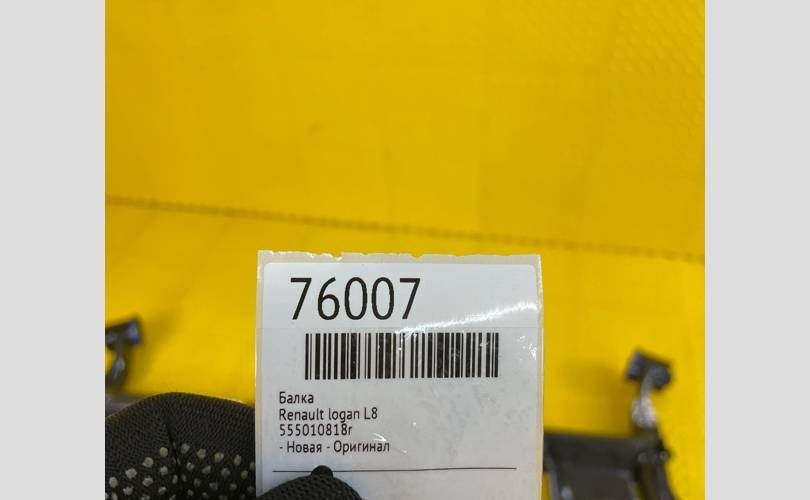 76007
Балка
Renault logan L8
555010818r
- Новая - Оригинал